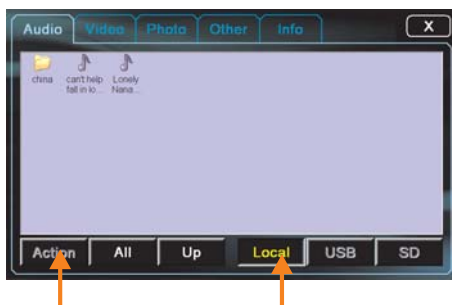 Audio Video Photo Other Info X
china can't help Lonely
fall in lo... Nana...
Action All Up Local USB SD